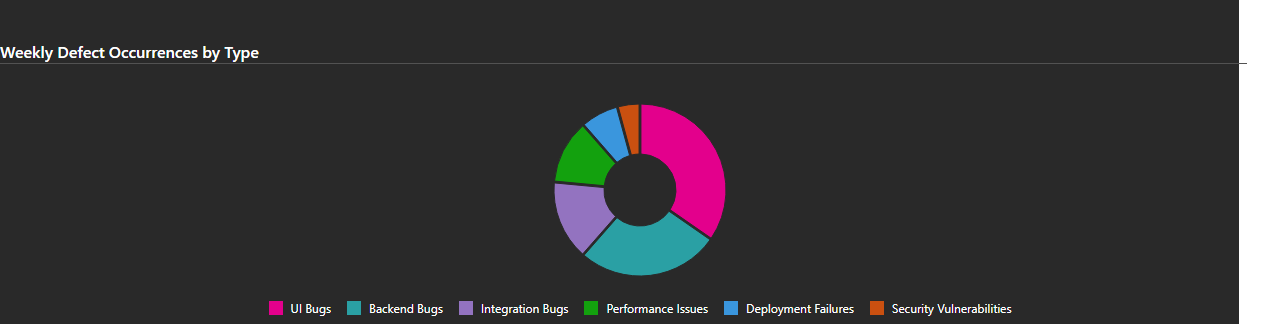 Weekly Defect Occurrences by Type
UI Bugs Backend Bugs Integration Bugs Performance Issues Deployment Failures Security Vulnerabilities